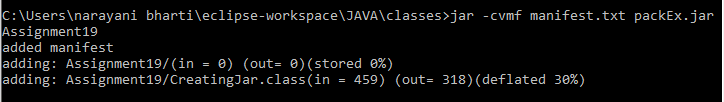 C:\Users\narayani bharti\eclipse-workspace\JAVA\classes>jar -cvmf manifest.txt packEx.jar
Assignment19
added manifest
adding: Assignment19/(in = 0) (out= 0)(stored 0%)
adding: Assignment19/CreatingJar.class(in = 459) (out= 318)(deflated 30%)